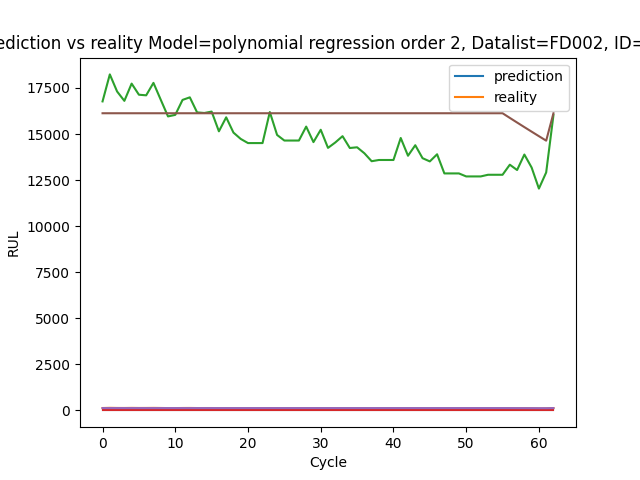 ediction vs reality Model=polynomial regression order 2, Datalist=FD002, ID=
prediction
reality
17500
15000
12500
10000
7500
5000
2500
0
RUL
0 10 20 30 40 50 60
Cycle